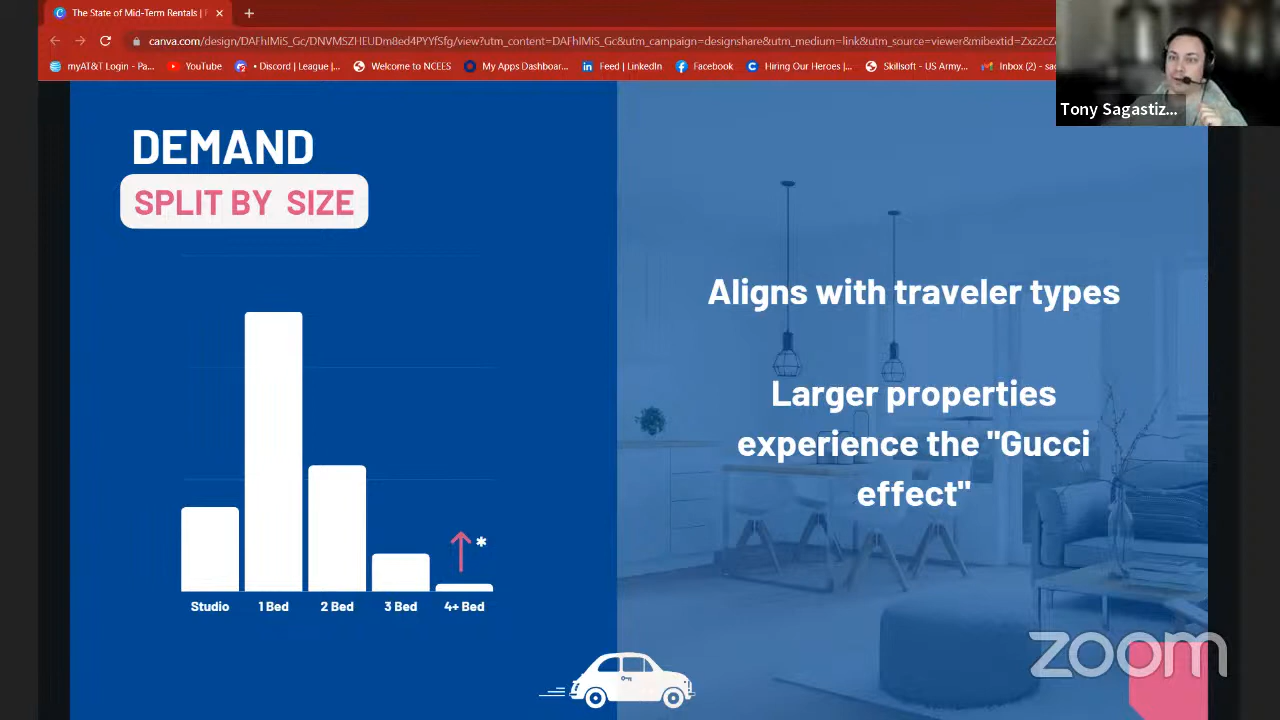 The State of Mid-Term Rentals |
canva.com/design/DAFhIMiS_Gc/DNVMSZHEUDm8ed4PYYfSfg/view?utm_content=DAFhIMiS_Gc&utm_campaign=designshare&utm_medium=link&utm_source=viewer&mibextid=Zxz2cZ
myAT&T Login - Pa... YouTube • Discord | League |... Welcome to NCEES My Apps Dashboar... Feed | LinkedIn Facebook Hiring Our Heroes |... Skillsoft - US Army... Inbox (2) - sac
Tony Sagastiz...
DEMAND
SPLIT BY SIZE
*
Studio 1 Bed 2 Bed 3 Bed 4+ Bed
Aligns with traveler types
Larger properties
experience the "Gucci
effect"
zoom